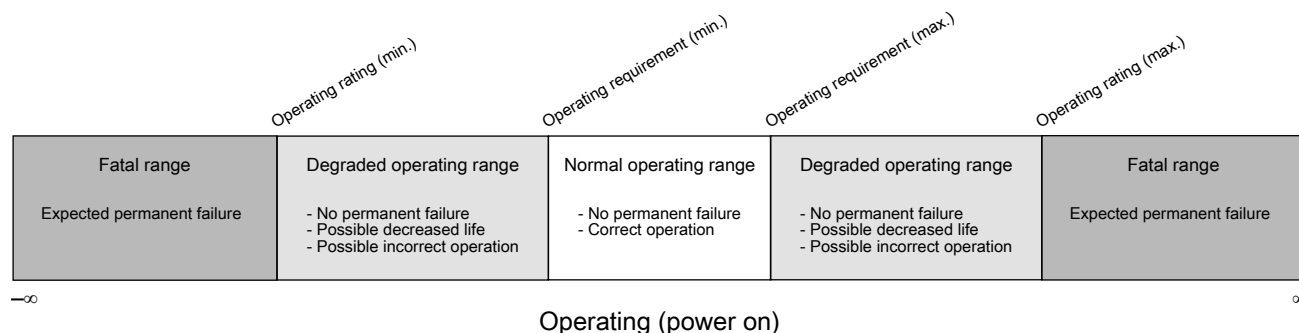 Operating rating (min.)
Operating requirement (min.)
Operating requirement (max.)
Operating rating (max.)
Fatal range
Expected permanent failure
Degraded operating range
- No permanent failure
- Possible decreased life
- Possible incorrect operation
Normal operating range
- No permanent failure
- Correct operation
Degraded operating range
- No permanent failure
- Possible decreased life
- Possible incorrect operation
Fatal range
Expected permanent failure
–∞
∞
Operating (power on)